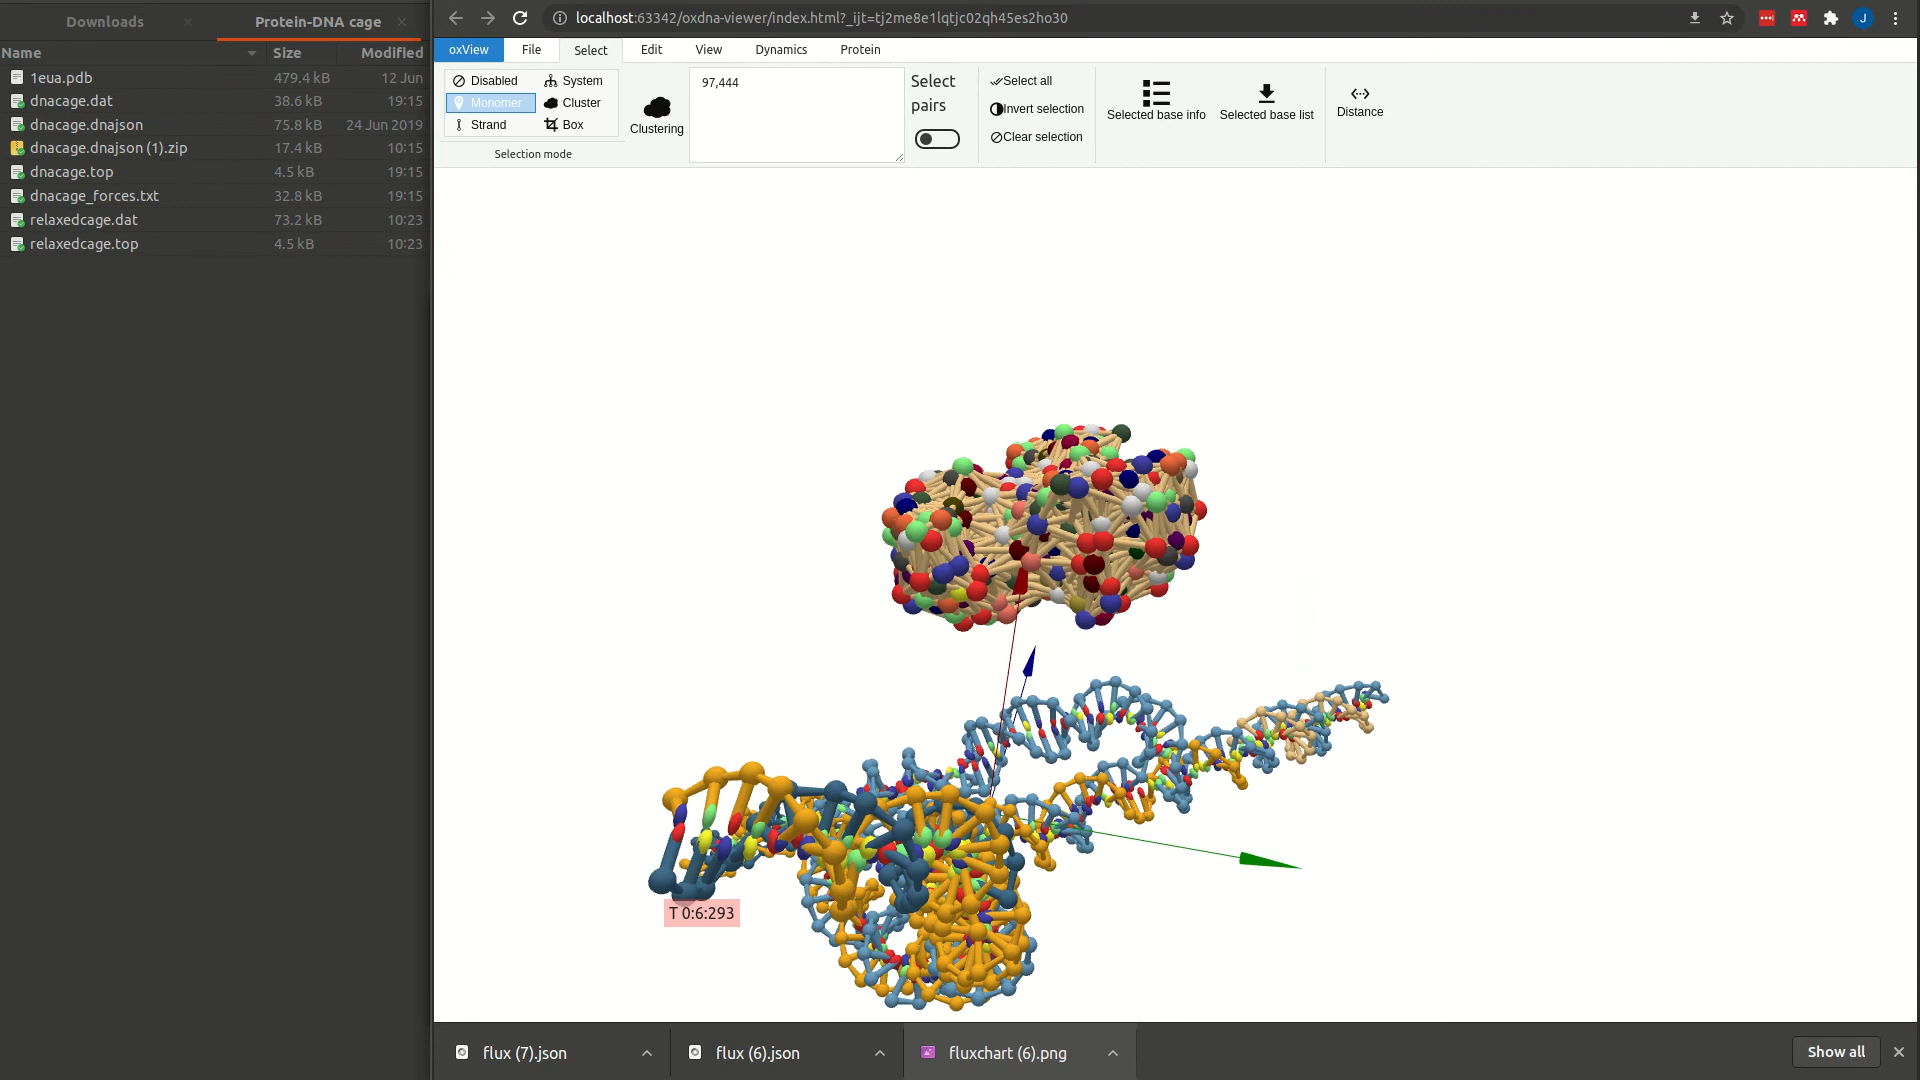 Downloads
Protein-DNA cage
Name Size Modified
1eua.pdb 479.4 kB 12 Jun
dnacage.dat 38.6 kB 19:15
dnacage.dnajson 75.8 kB 24 Jun 2019
dnacage.dnajson (1).zip 17.4 kB 10:15
dnacage.top 4.5 kB 19:15
dnacage_forces.txt 32.8 kB 19:15
relaxedcage.dat 73.2 kB 10:23
relaxedcage.top 4.5 kB 10:23
localhost:63342/oxdna-viewer/index.html?_ijt=tj2me8e1lqtjc02qh45es2ho30
J
oxView File Select Edit View Dynamics Protein
Disabled System
Monomer Cluster
Strand Box
Selection mode
Clustering
97,444
Select
pairs
Select all
Invert selection
Clear selection
Selected base info
Selected base list
Distance
T 0:6:293
flux (7).json
flux (6).json
fluxchart (6).png
Show all